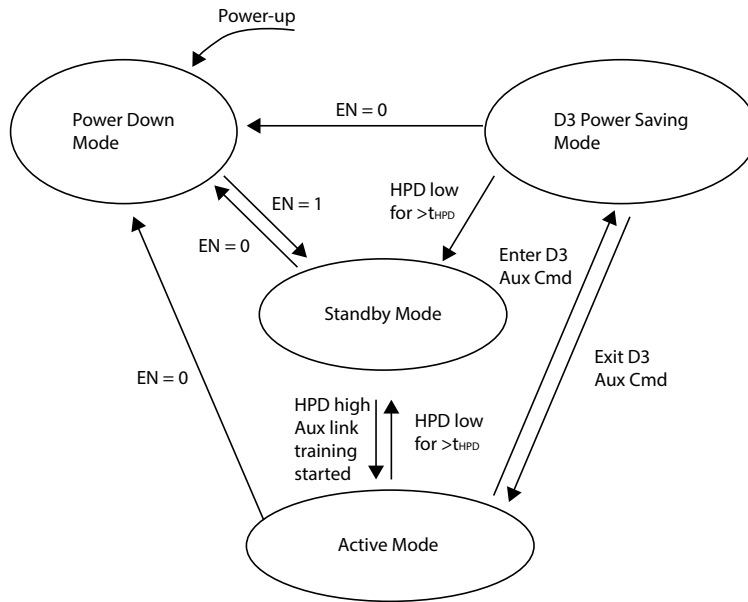 Power-up
Power Down
Mode
D3 Power Saving
Mode
EN = 0
EN = 1
EN = 0
HPD low
for >tHPD
Enter D3
Aux Cmd
Standby Mode
Exit D3
Aux Cmd
EN = 0
HPD high
Aux link
training
started
HPD low
for >tHPD
Active Mode